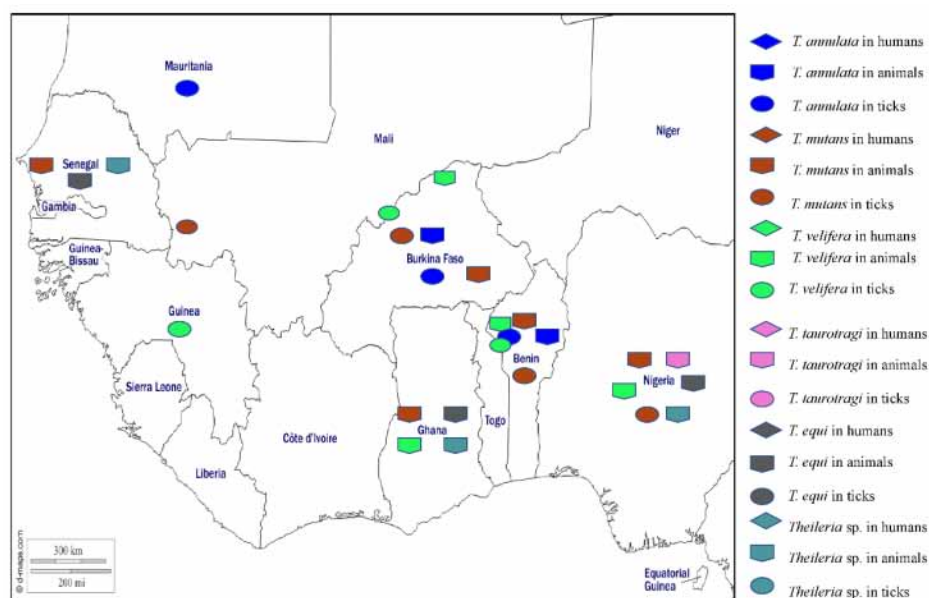 Mauritania
Mali
Niger
Senegal
Gambia
Guinea-
Bissau
Burkina Faso
Guinea
Benin
Sierra Leone
Nigeria
Togo
Ghana
Côte d'Ivoire
Liberia
Equatorial
Guinea
300 km
200 mi
© d-maps.com
T. annulata in humans
T. annulata in animals
T. annulata in ticks
T. mutans in humans
T. mutans in animals
T. mutans in ticks
T. velifera in humans
T. velifera in animals
T. velifera in ticks
T. taurotragi in humans
T. taurotragi in animals
T. taurotragi in ticks
T. equi in humans
T. equi in animals
T. equi in ticks
Theileria sp. in humans
Theileria sp. in animals
Theileria sp. in ticks